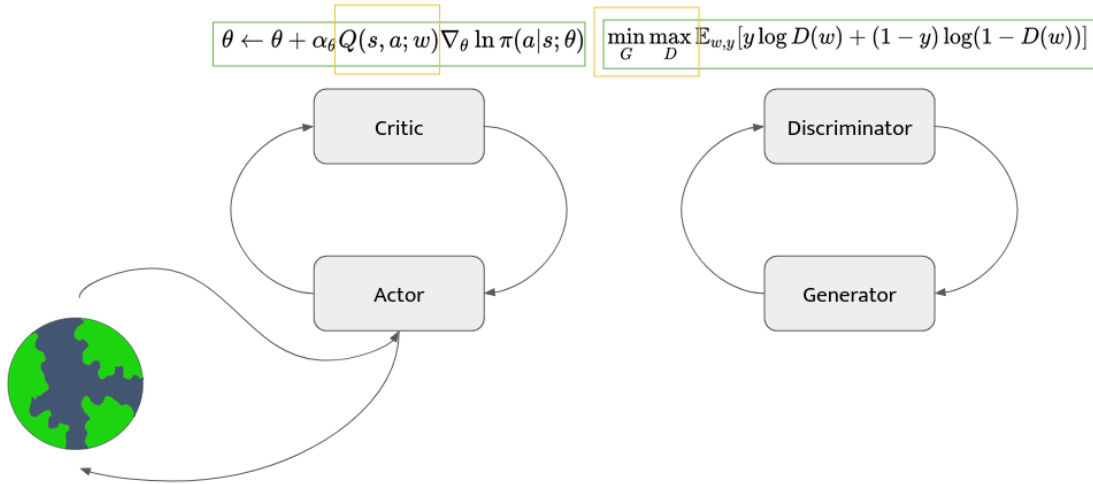 θ ← θ + α_θ Q(s, a; w)∇_θ ln π(a|s; θ)
min_G max_D 𝔼_{w,y}[y log D(w) + (1 − y) log(1 − D(w))]
Critic
Discriminator
Actor
Generator